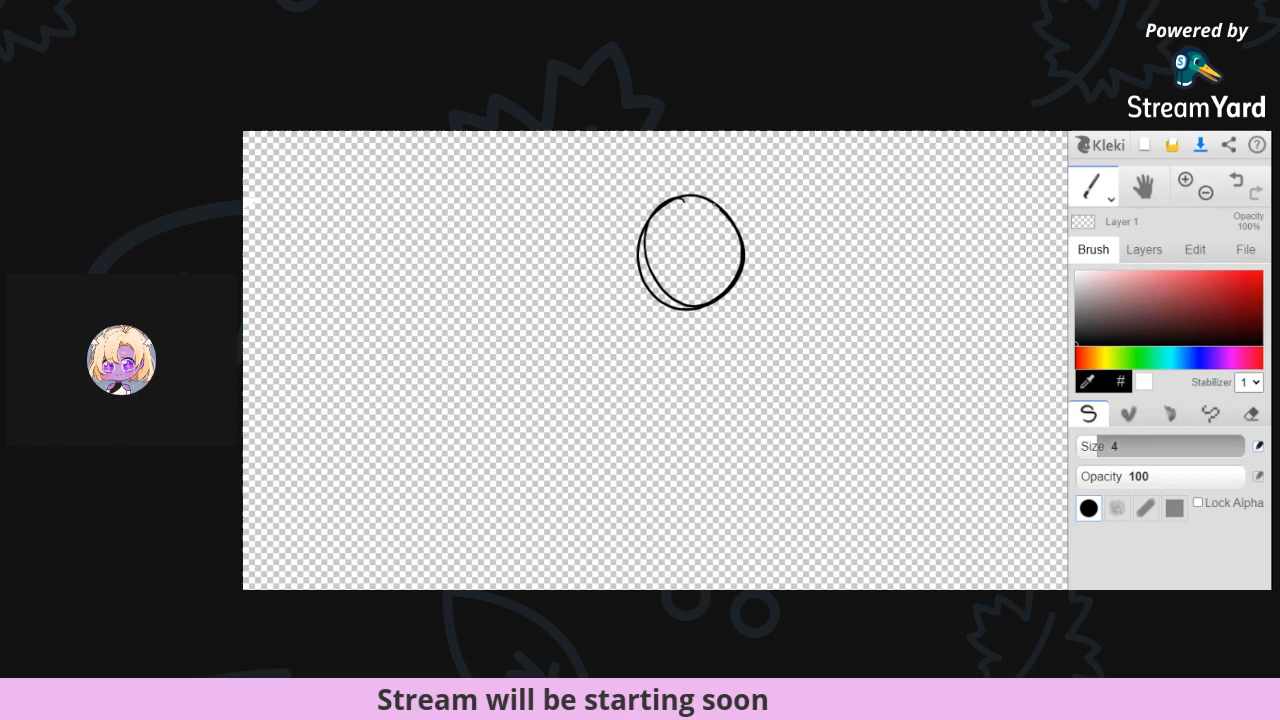 Powered by
StreamYard
Kleki
Layer 1
Opacity
100%
Brush Layers Edit File
# Stabilizer 1
Size 4
Opacity 100
Lock Alpha
Stream will be starting soon